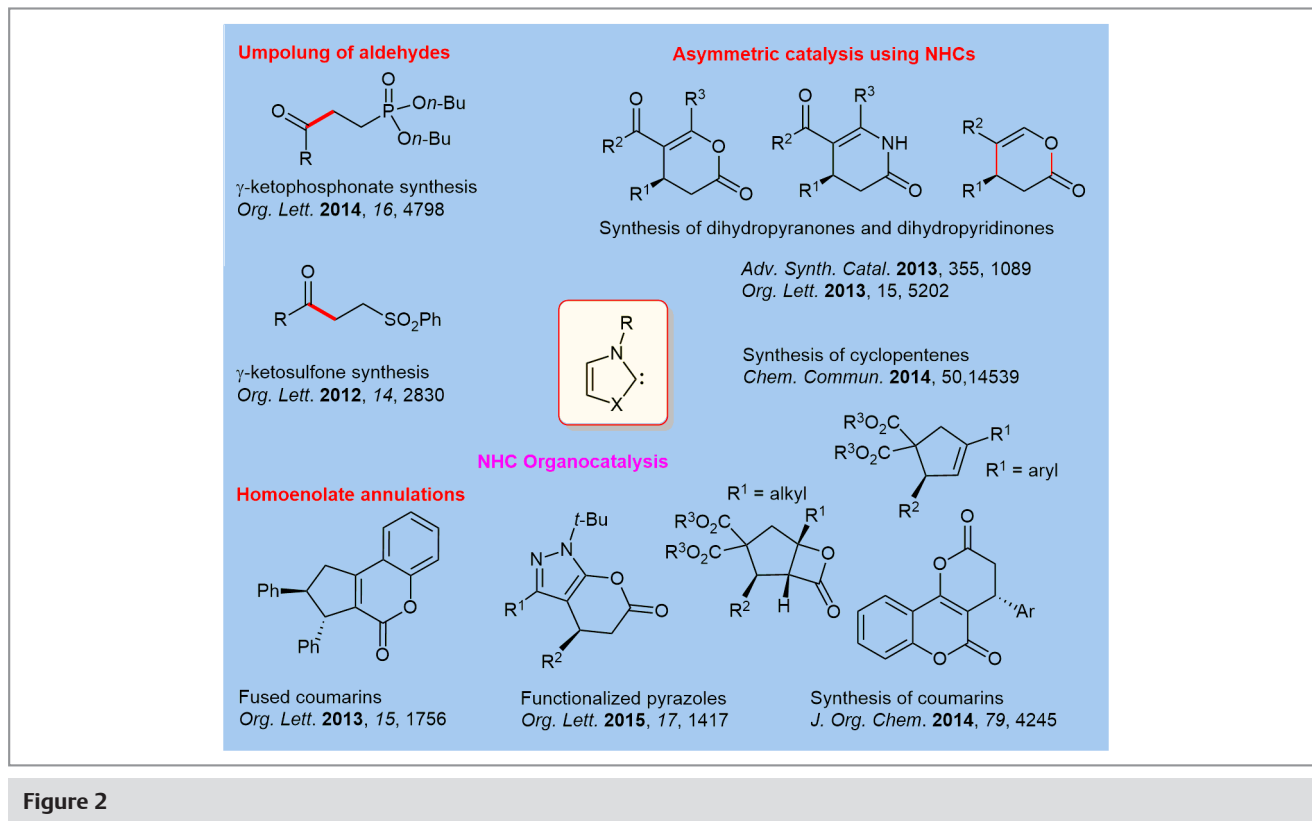 Umpolung of aldehydes
O
O
P
On-Bu
On-Bu
R
γ-ketophosphonate synthesis
Org. Lett. 2014, 16, 4798
O
R
SO2Ph
γ-ketosulfone synthesis
Org. Lett. 2012, 14, 2830
Asymmetric catalysis using NHCs
O
R3
R2
O
R1
O
O
R3
R2
NH
R1
O
R2
O
R1
O
Synthesis of dihydropyranones and dihydropyridinones
Adv. Synth. Catal. 2013, 355, 1089
Org. Lett. 2013, 15, 5202
R
N
:
X
NHC Organocatalysis
Synthesis of cyclopentenes
Chem. Commun. 2014, 50,14539
R3O2C
R3O2C
R1
R1 = aryl
R2
Homoenolate annulations
Ph
Ph
O
O
Fused coumarins
Org. Lett. 2013, 15, 1756
t-Bu
N
N
O
R1
O
R2
Functionalized pyrazoles
Org. Lett. 2015, 17, 1417
R1 = alkyl
R1
R3O2C
R3O2C
O
R2
H
O
O
O
Ar
O
O
Synthesis of coumarins
J. Org. Chem. 2014, 79, 4245
Figure 2